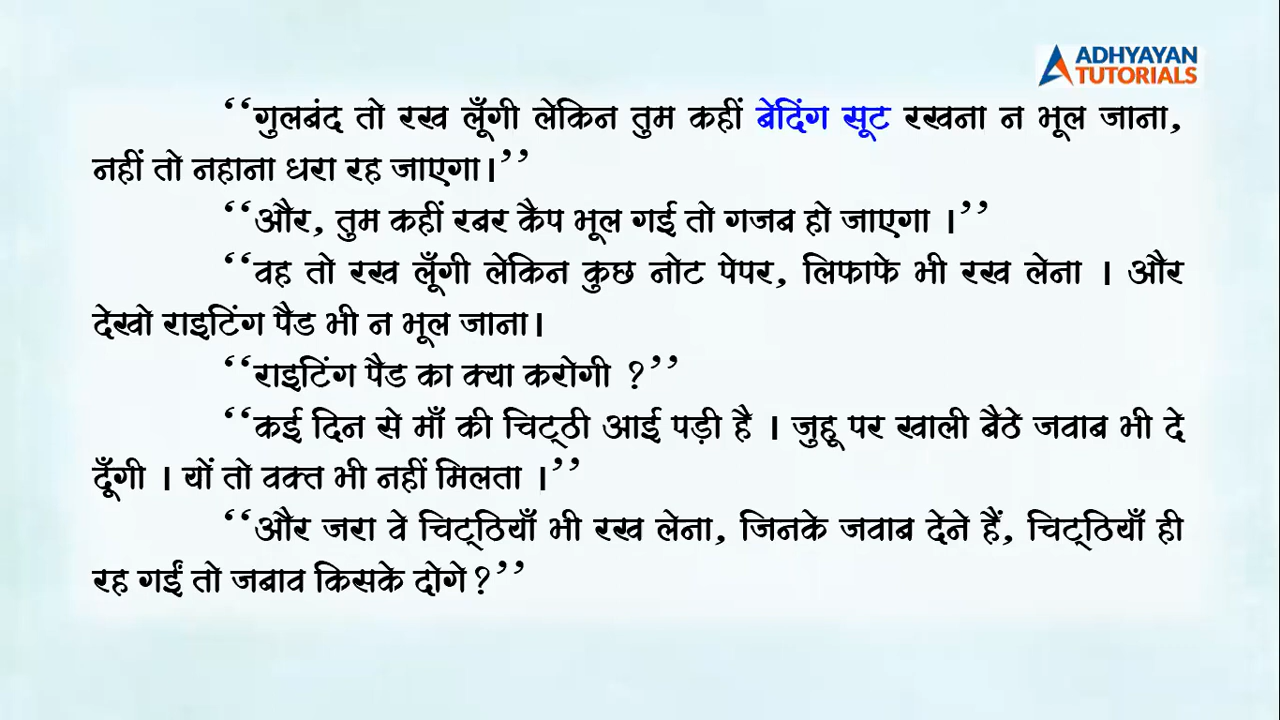 ADHYAYAN
TUTORIALS
‘‘गुलबंद तो रख लूँगी लेकिन तुम कहीं बेदिंग सूट रखना न भूल जाना,
नहीं तो नहाना धरा रह जाएगा।’’
‘‘और, तुम कहीं रबर कैप भूल गई तो गजब हो जाएगा ।’’
‘‘वह तो रख लूँगी लेकिन कुछ नोट पेपर, लिफाफे भी रख लेना । और
देखो राइटिंग पैड भी न भूल जाना।
‘‘राइटिंग पैड का क्या करोगी ?’’
‘‘कई दिन से माँ की चिट्ठी आई पड़ी है । जुहू पर खाली बैठे जवाब भी दे
दूँगी । यों तो वक्त भी नहीं मिलता ।’’
‘‘और जरा वे चिट्ठियाँ भी रख लेना, जिनके जवाब देने हैं, चिट्ठियाँ ही
रह गईं तो जबाव किसके दोगे?’’